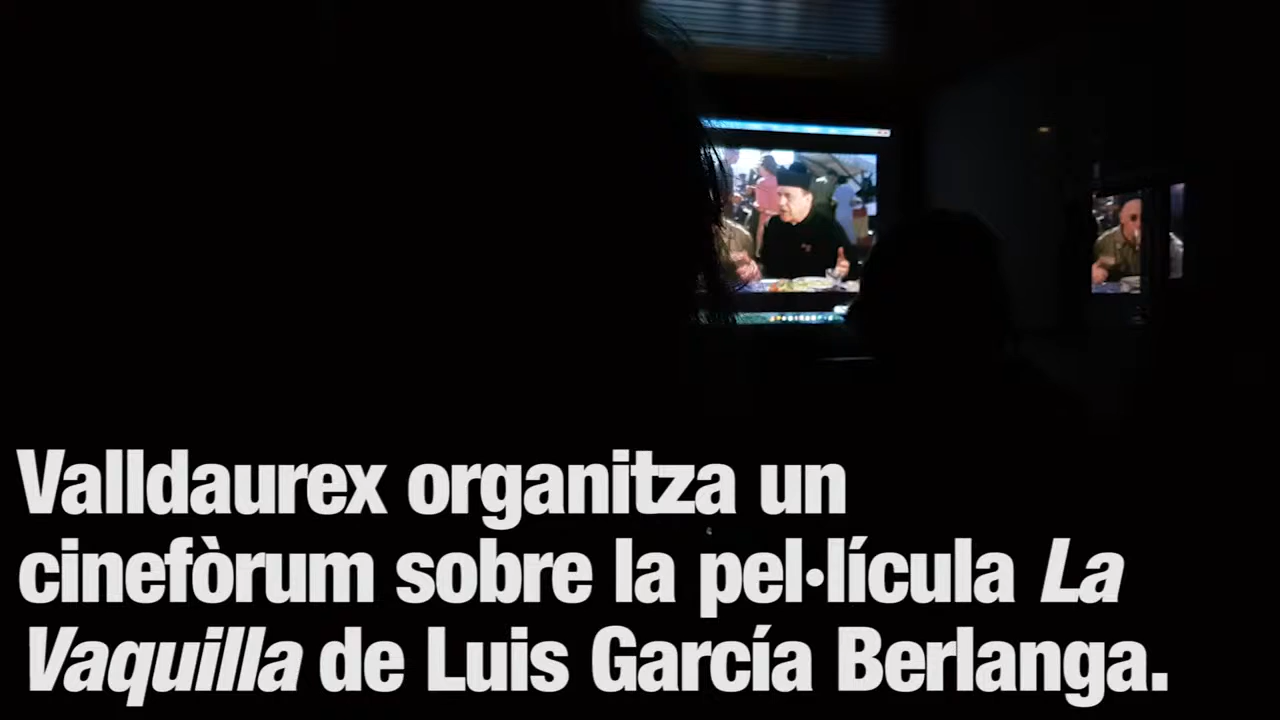 Valldaurex organitza un
cinefòrum sobre la pel·lícula La
Vaquilla de Luis García Berlanga.